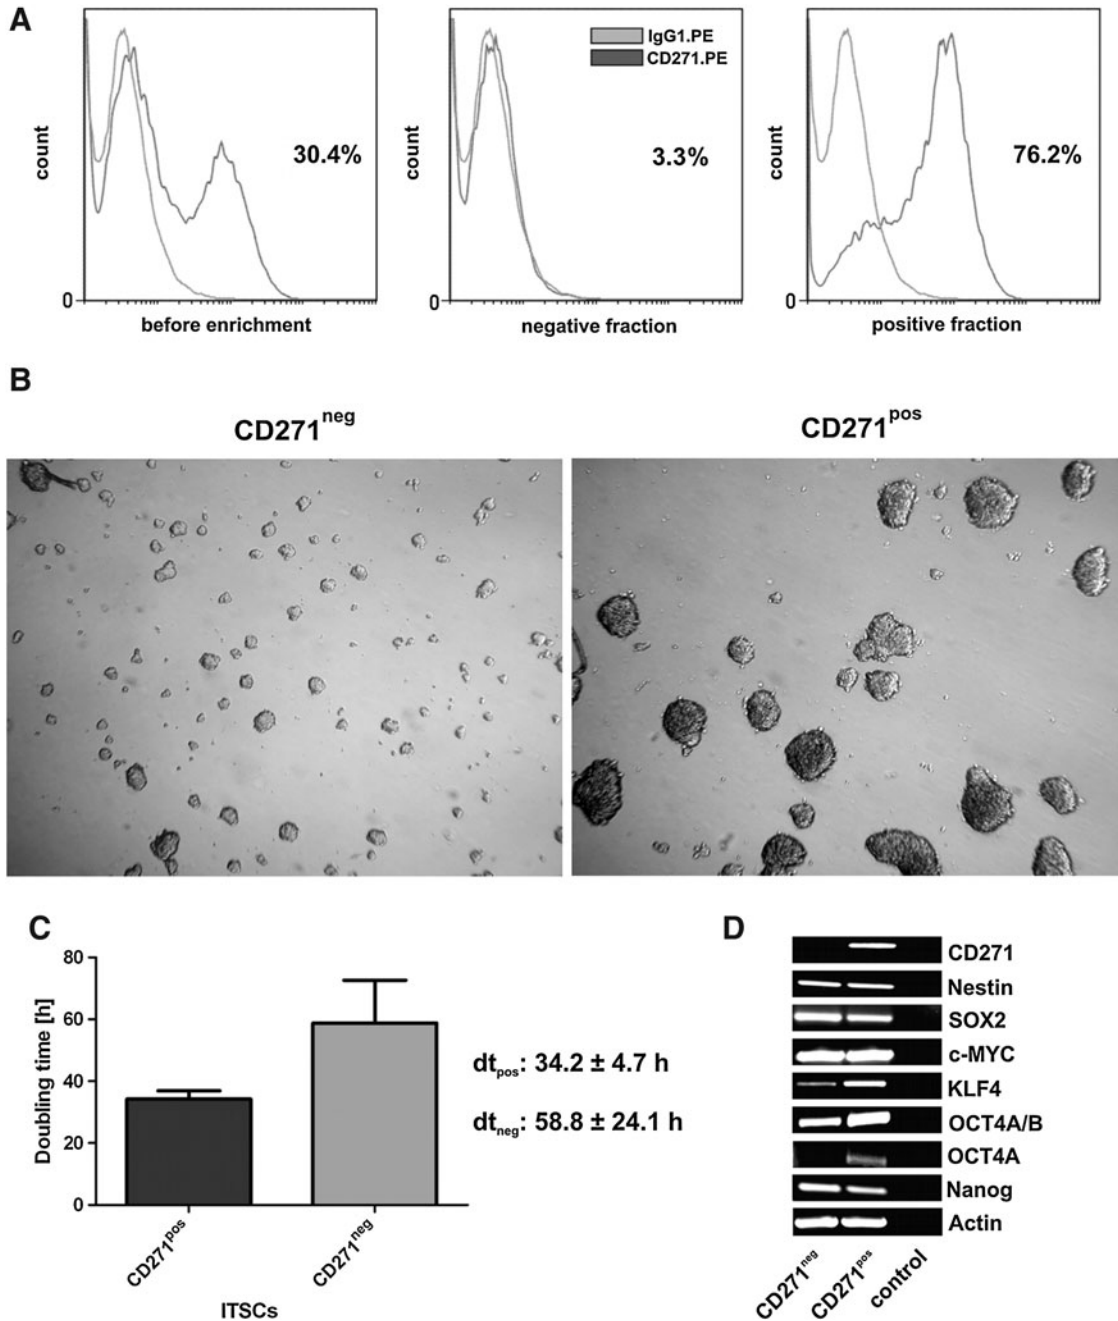 A
count
0
30.4%
before enrichment
count
0
IgG1.PE
CD271.PE
3.3%
negative fraction
count
0
76.2%
positive fraction
B
CD271neg
CD271pos
C
Doubling time [h]
80
60
40
20
0
CD271pos
CD271neg
ITSCs
dtpos: 34.2 ± 4.7 h
dtneg: 58.8 ± 24.1 h
D
CD271
Nestin
SOX2
c-MYC
KLF4
OCT4A/B
OCT4A
Nanog
Actin
CD271neg
CD271pos
control